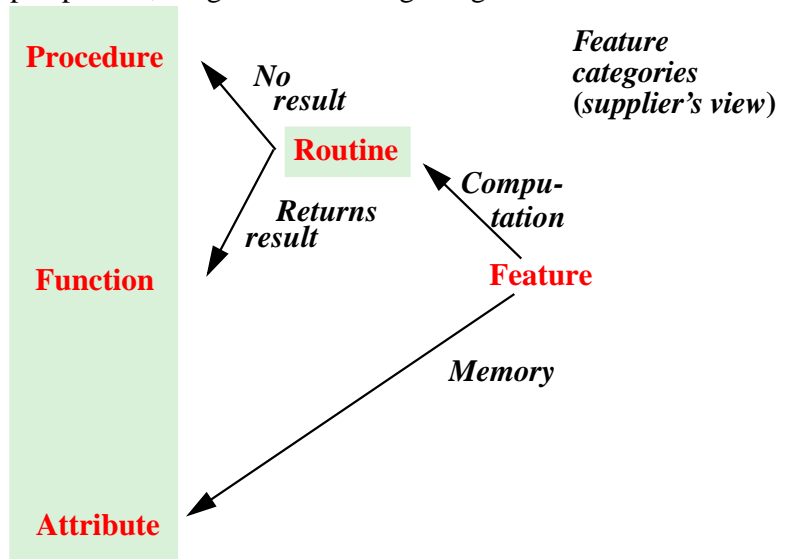 Procedure
Feature
categories
(supplier's view)
No
result
Routine
Compu-
tation
Returns
result
Function
Feature
Memory
Attribute